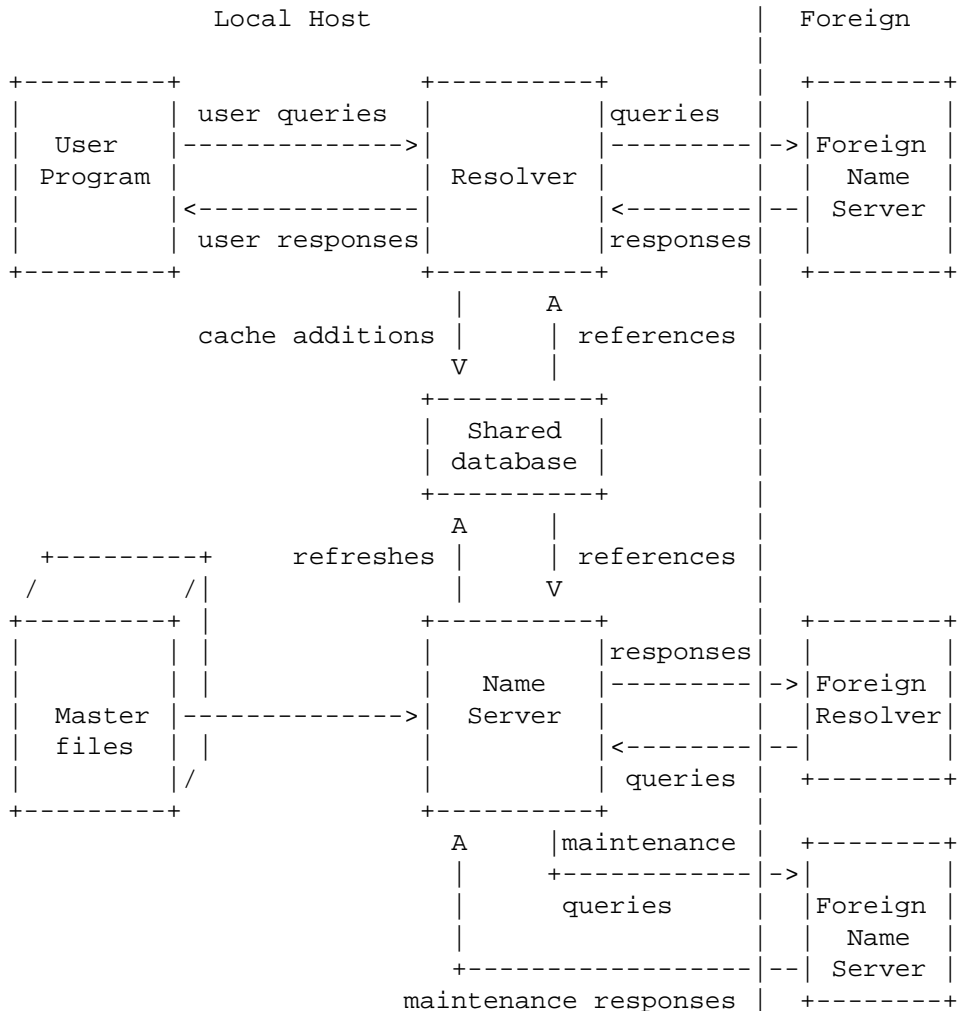 Local Host | Foreign
|
+---------+ +----------+ | +--------+
| | user queries | |queries | | |
| User |-------------->| |---------|->|Foreign |
| Program | | Resolver | | | Name |
| |<--------------| |<--------|--| Server |
| | user responses| |responses| | |
+---------+ +----------+ | +--------+
| A |
cache additions | | references |
V | |
+----------+ |
| Shared | |
| database | |
+----------+ |
A | |
+---------+ refreshes | | references |
/ /| | V |
+---------+ | +----------+ | +--------+
| | | | |responses| | |
| | | | Name |---------|->|Foreign |
| Master |-------------->| Server | | |Resolver|
| files | | | |<--------|--| |
| |/ | | queries | +--------+
+---------+ +----------+ |
A |maintenance | +--------+
| +------------|->| |
| queries | |Foreign |
| | | Name |
+------------------|--| Server |
maintenance responses | +--------+